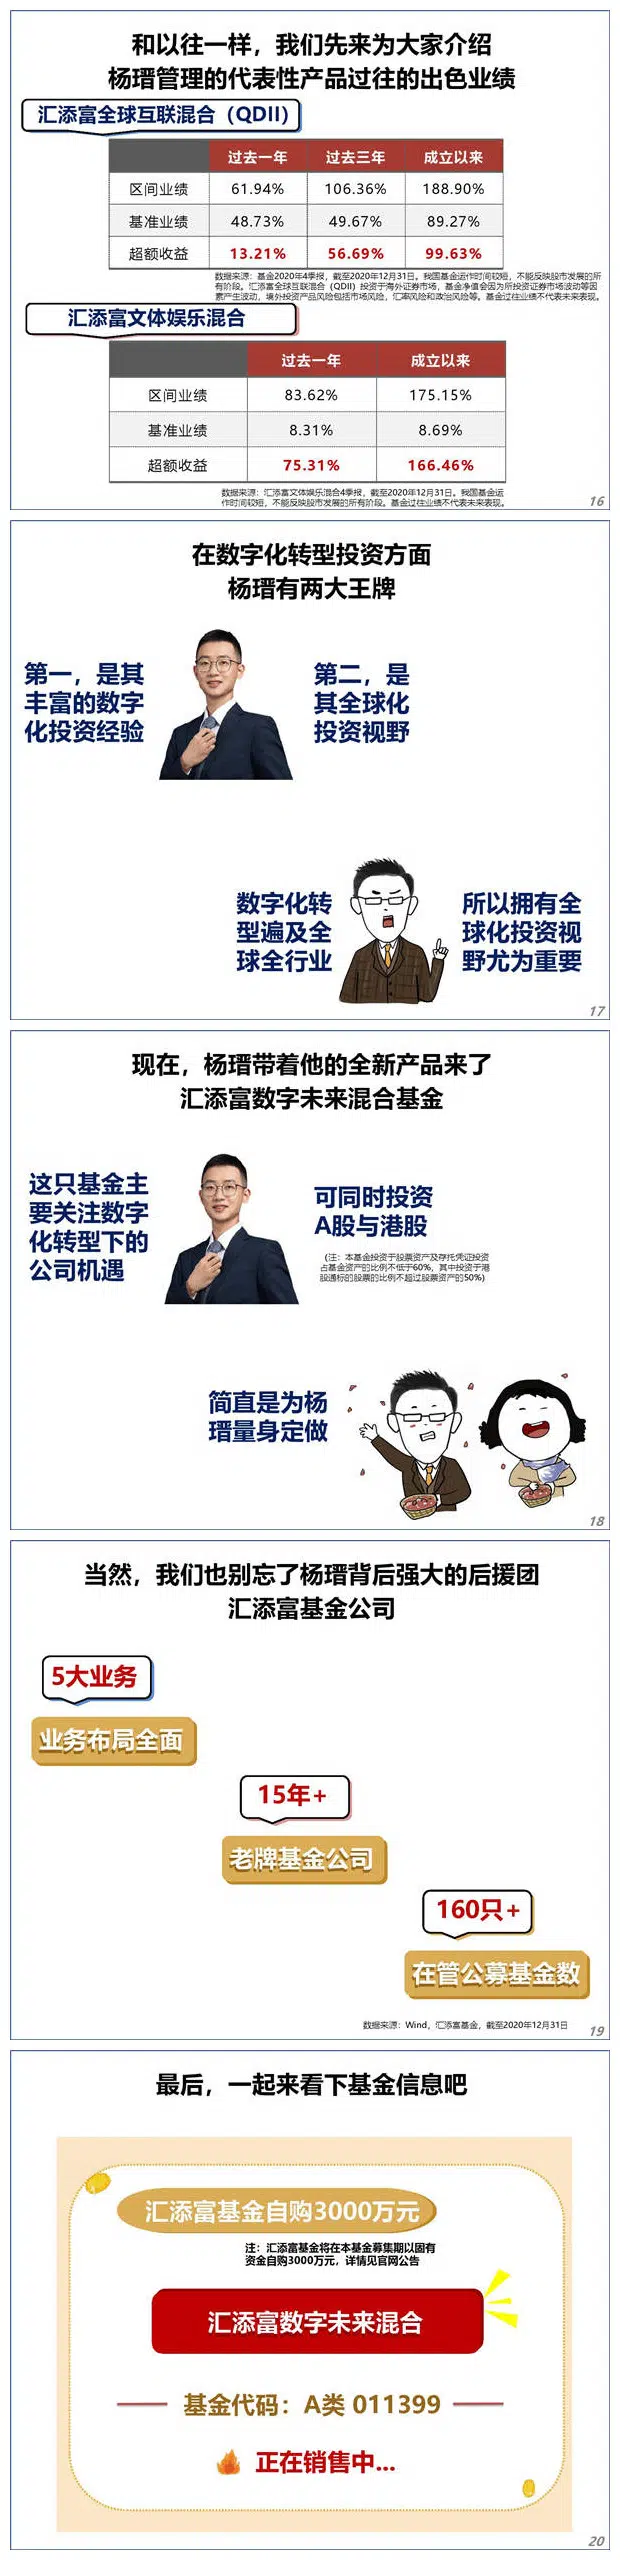 和以往一样，我们先来为大家介绍
杨瑨管理的代表性产品过往的出色业绩
汇添富全球互联混合（QDII）
过去一年 过去三年 成立以来
区间业绩 61.94% 106.36% 188.90%
基准业绩 48.73% 49.67% 89.27%
超额收益 13.21% 56.69% 99.63%
数据来源：基金2020年4季报，截至2020年12月31日。我国基金运作时间较短，不能反映股市发展的所
有阶段。汇添富全球互联混合（QDII）投资于海外证券市场，基金净值会因为所投资证券市场波动等因
素产生波动，境外投资产品风险包括市场风险，汇率风险和政治风险等。基金过往业绩不代表未来表现。
汇添富文体娱乐混合
过去一年 成立以来
区间业绩 83.62% 175.15%
基准业绩 8.31% 8.69%
超额收益 75.31% 166.46%
数据来源：汇添富文体娱乐混合4季报，截至2020年12月31日。我国基金运
作时间较短，不能反映股市发展的所有阶段。基金过往业绩不代表未来表现。
16
在数字化转型投资方面
杨瑨有两大王牌
第一，是其
丰富的数字
化投资经验
第二，是
其全球化
投资视野
数字化转
型遍及全
球全行业
所以拥有全
球化投资视
野尤为重要
17
现在，杨瑨带着他的全新产品来了
汇添富数字未来混合基金
这只基金主
要关注数字
化转型下的
公司机遇
可同时投资
A股与港股
（注：本基金投资于股票资产及存托凭证投资
占基金资产的比例不低于60%，其中投资于港
股通标的股票的比例不超过股票资产的50%）
简直是为杨
瑨量身定做
18
当然，我们也别忘了杨瑨背后强大的后援团
汇添富基金公司
5大业务
业务布局全面
15年+
老牌基金公司
160只+
在管公募基金数
数据来源：Wind，汇添富基金，截至2020年12月31日
19
最后，一起来看下基金信息吧
汇添富基金自购3000万元
注：汇添富基金将在本基金募集期以固有
资金自购3000万元，详情见官网公告
汇添富数字未来混合
基金代码：A类 011399
正在销售中...
20